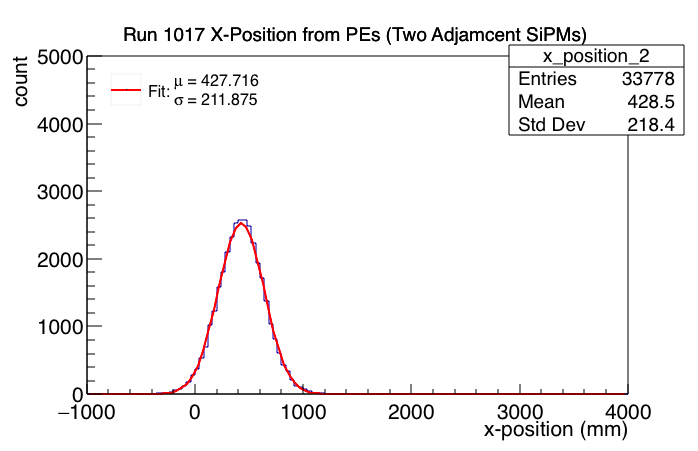 Run 1017 X-Position from PEs (Two Adjamcent SiPMs)
x_position_2
Entries 33778
Mean 428.5
Std Dev 218.4
count
Fit: μ = 427.716
σ = 211.875
5000
4000
3000
2000
1000
0
−1000 0 1000 2000 3000 4000
x-position (mm)